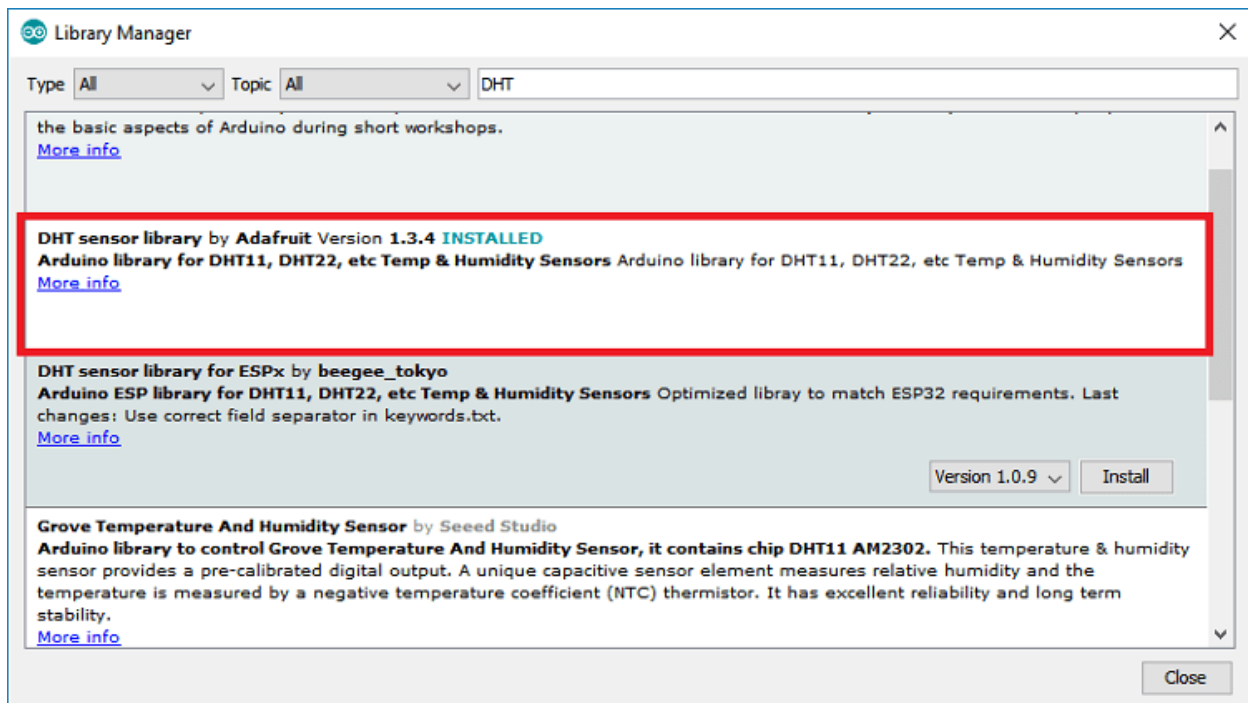 Library Manager
Type All Topic All DHT
the basic aspects of Arduino during short workshops.
More info
DHT sensor library by Adafruit Version 1.3.4 INSTALLED
Arduino library for DHT11, DHT22, etc Temp & Humidity Sensors Arduino library for DHT11, DHT22, etc Temp & Humidity Sensors
More info
DHT sensor library for ESPx by beegee_tokyo
Arduino ESP library for DHT11, DHT22, etc Temp & Humidity Sensors Optimized libray to match ESP32 requirements. Last
changes: Use correct field separator in keywords.txt.
More info
Version 1.0.9 Install
Grove Temperature And Humidity Sensor by Seeed Studio
Arduino library to control Grove Temperature And Humidity Sensor, it contains chip DHT11 AM2302. This temperature & humidity
sensor provides a pre-calibrated digital output. A unique capacitive sensor element measures relative humidity and the
temperature is measured by a negative temperature coefficient (NTC) thermistor. It has excellent reliability and long term
stability.
More info
Close